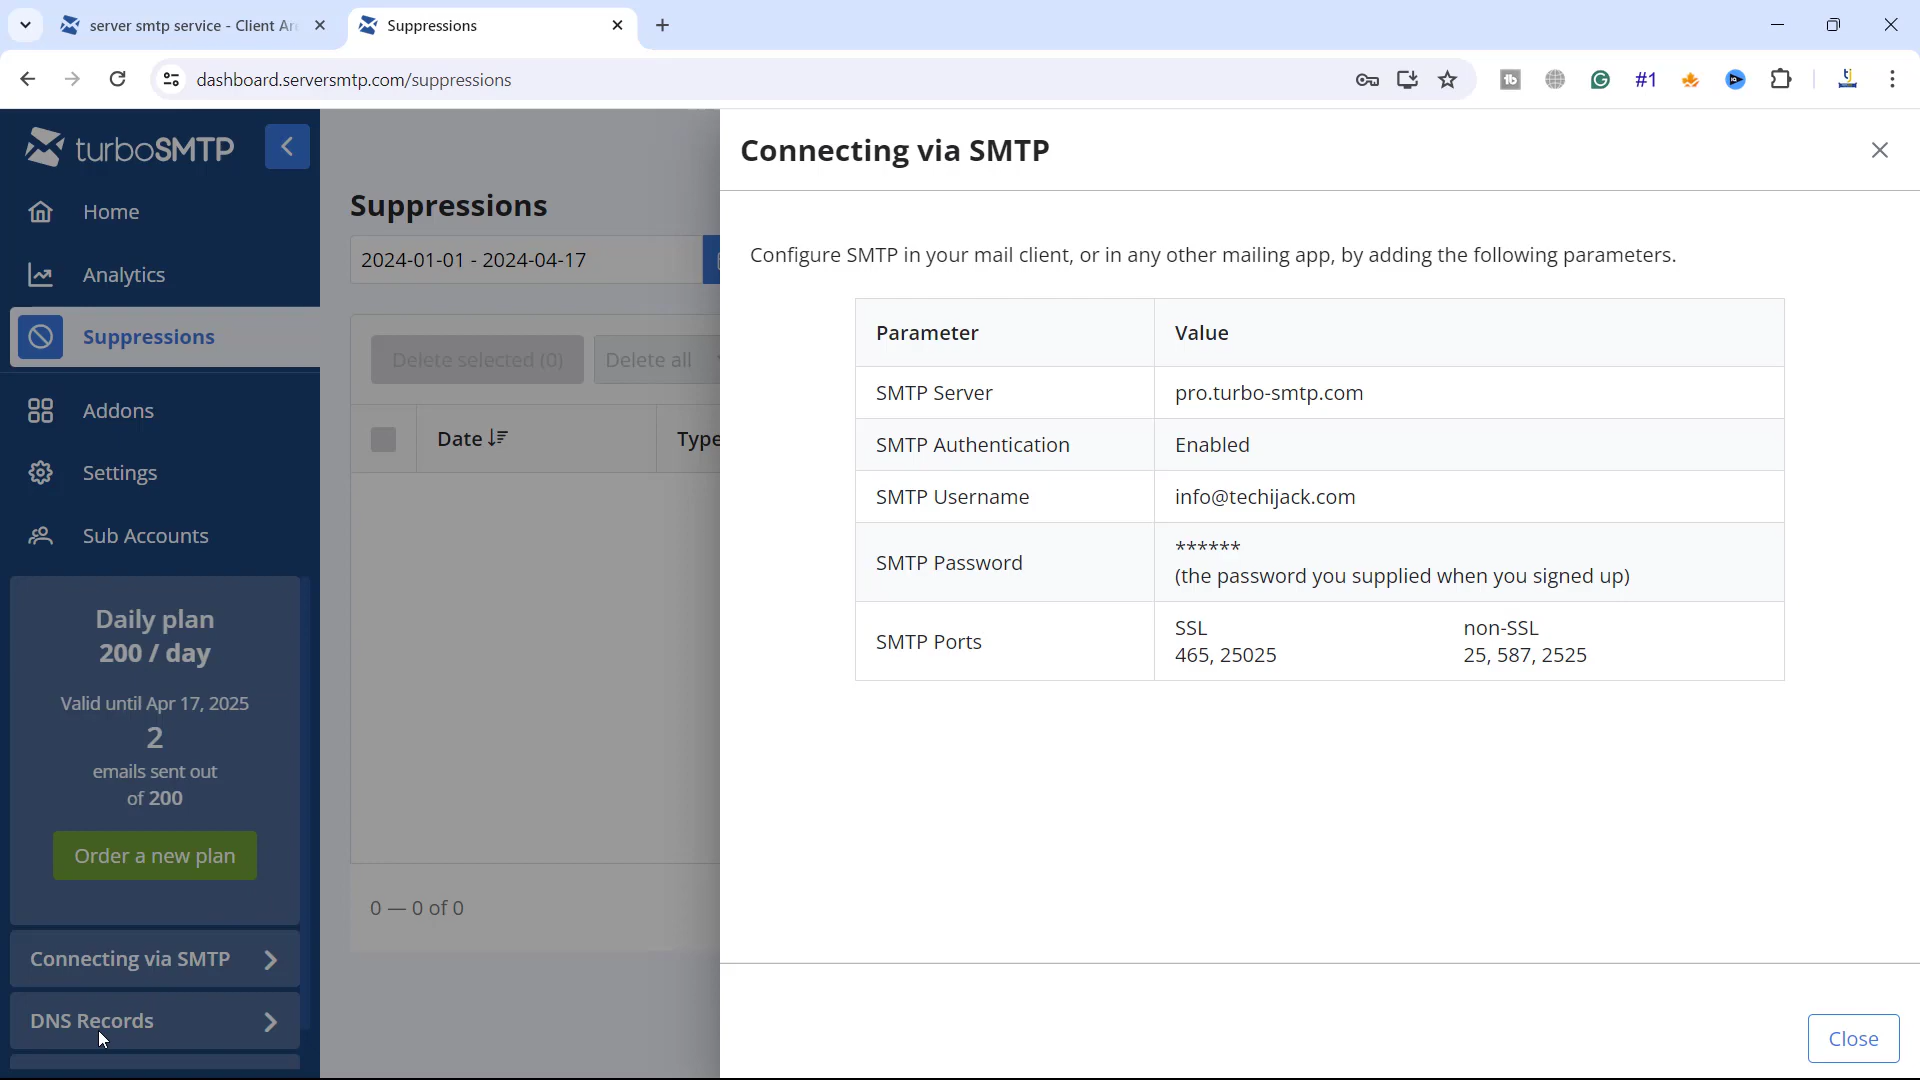 server smtp service - Client Ar
Suppressions
dashboard.serversmtp.com/suppressions
tb
#1
tj
turboSMTP
Home
Analytics
Suppressions
Addons
Settings
Sub Accounts
Daily plan
200 / day
Valid until Apr 17, 2025
2
emails sent out
of 200
Order a new plan
Connecting via SMTP
DNS Records
Suppressions
2024-01-01 - 2024-04-17
Delete selected (0)
Delete all
Date
Type
0 — 0 of 0
Connecting via SMTP
Configure SMTP in your mail client, or in any other mailing app, by adding the following parameters.
Parameter Value
SMTP Server pro.turbo-smtp.com
SMTP Authentication Enabled
SMTP Username info@techijack.com
SMTP Password ******
(the password you supplied when you signed up)
SMTP Ports SSL non-SSL
465, 25025 25, 587, 2525
Close